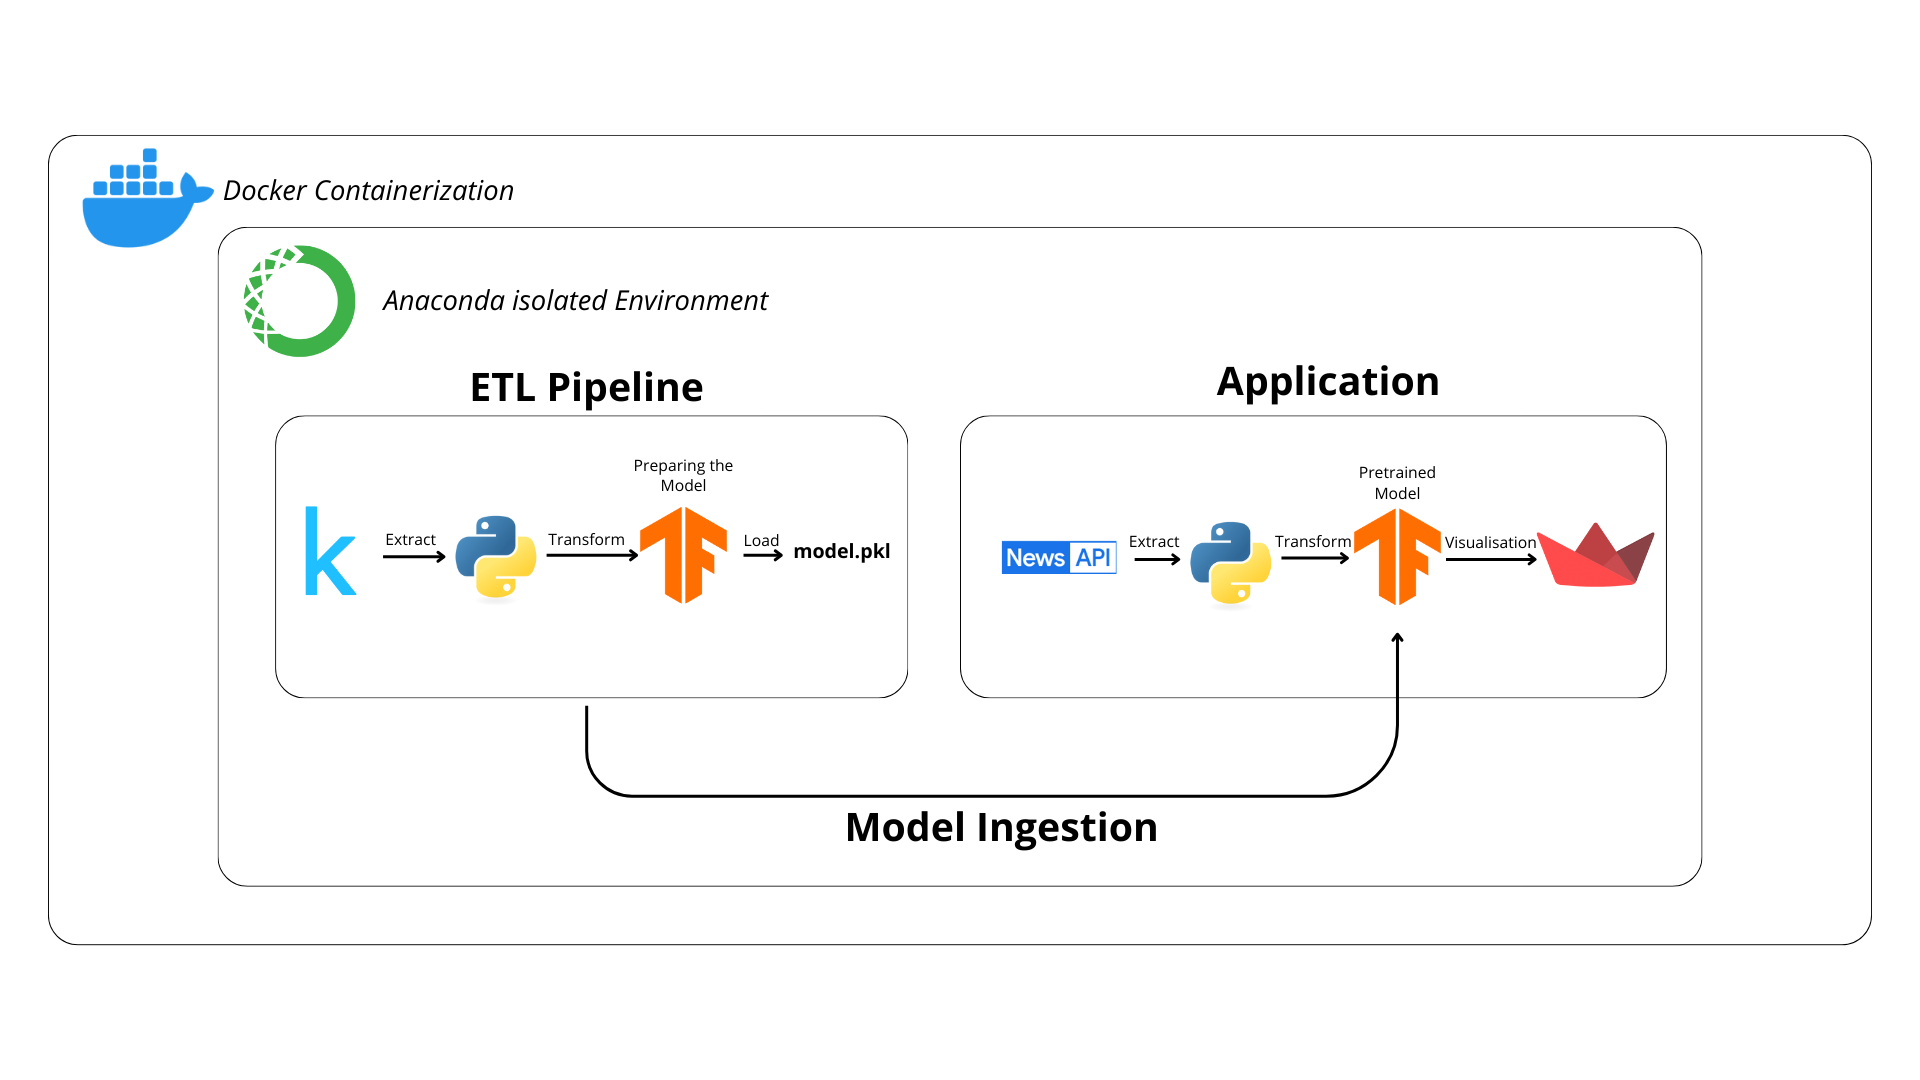 Docker Containerization
Anaconda isolated Environment
ETL Pipeline
Application
Preparing the
Model
k
Extract
Transform
Load
model.pkl
Pretrained
Model
News API
Extract
Transform
Visualisation
Model Ingestion